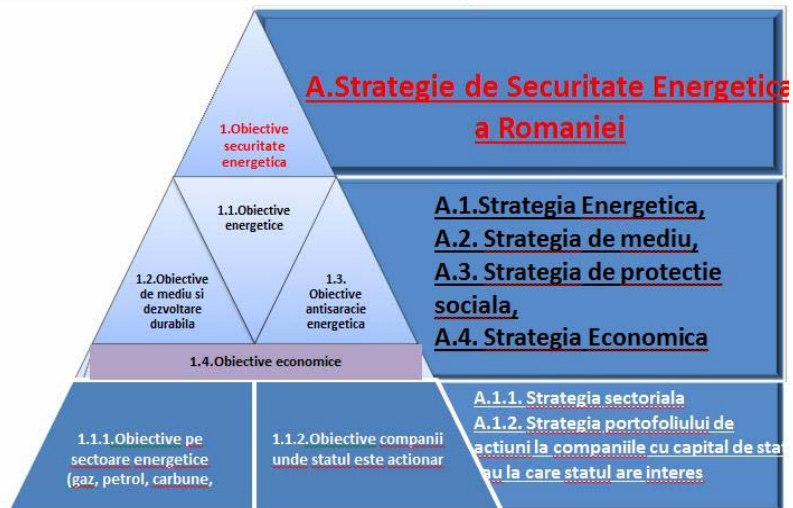 A.Strategie de Securitate Energetica
a Romaniei
1.Obiective
securitate
energetica
1.1.Obiective
energetice
1.2.Obiective
de mediu si
dezvoltare
durabila
1.3.
Obiective
antisaracie
energetica
A.1.Strategia Energetica,
A.2. Strategia de mediu,
A.3. Strategia de protectie
sociala,
A.4. Strategia Economica
1.4.Obiective economice
1.1.1.Obiective pe
sectoare energetice
(gaz, petrol, carbune,
1.1.2.Obiective companii
unde statul este actionar
A.1.1. Strategia sectoriala
A.1.2. Strategia portofoliului de
actiuni la companiile cu capital de stat
sau la care statul are interes